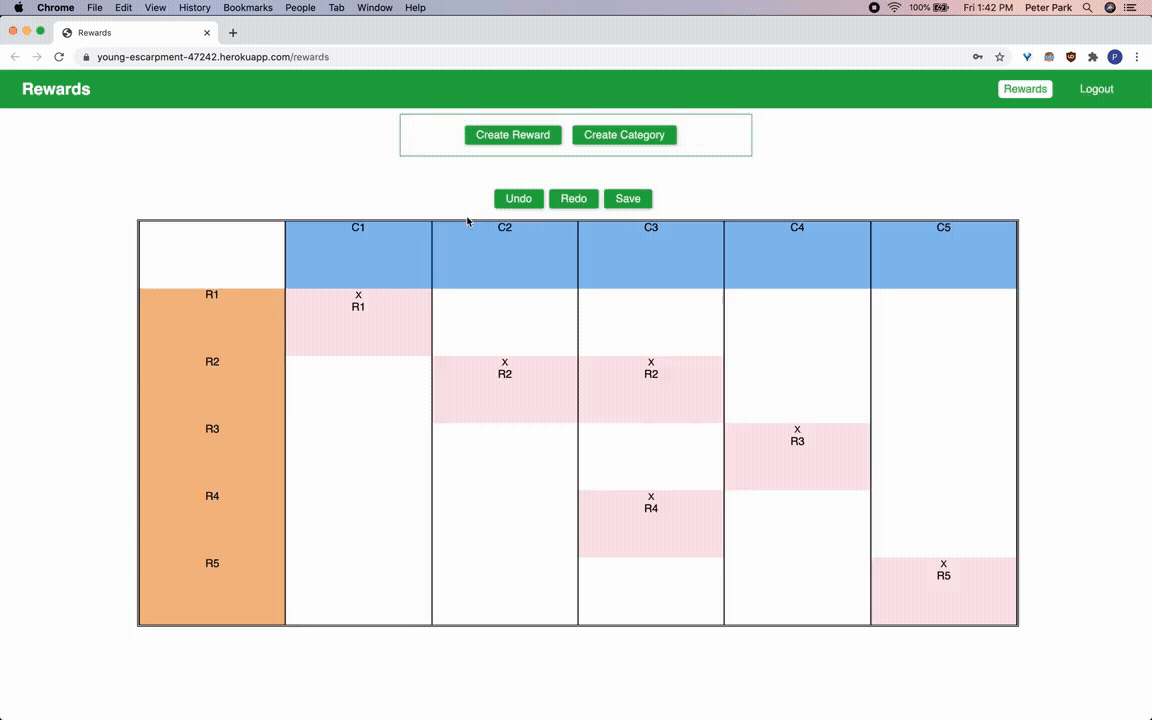 Chrome File Edit View History Bookmarks People Tab Window Help 100% Fri 1:42 PM Peter Park
Rewards
young-escarpment-47242.herokuapp.com/rewards P
Rewards Rewards Logout
Create Reward Create Category
Undo Redo Save
C1 C2 C3 C4 C5
R1 X
R1
R2 X X
R2 R2
R3 X
R3
R4 X
R4
R5 X
R5